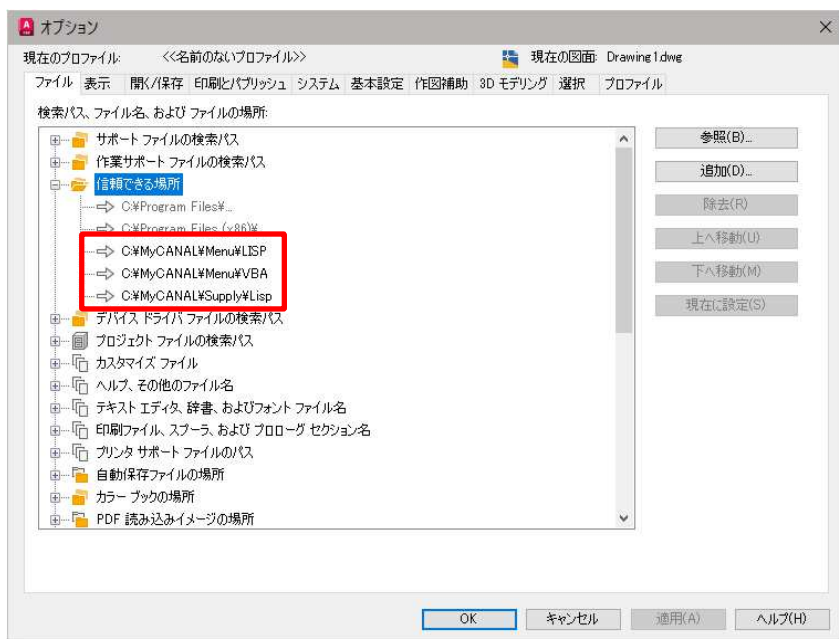 オプション
現在のプロファイル: <<名前のないプロファイル>> 現在の図面: Drawing1.dwg
ファイル 表示 開く/保存 印刷とパブリッシュ システム 基本設定 作図補助 3D モデリング 選択 プロファイル
検索パス、ファイル名、および ファイルの場所:
サポート ファイルの検索パス
作業サポート ファイルの検索パス
信頼できる場所
C:¥Program Files¥...
C:¥Program Files (x86)¥...
C:¥MyCANAL¥Menu¥LISP
C:¥MyCANAL¥Menu¥VBA
C:¥MyCANAL¥Supply¥Lisp
デバイス ドライバ ファイルの検索パス
プロジェクト ファイルの検索パス
カスタマイズ ファイル
ヘルプ、その他のファイル名
テキスト エディタ、辞書、およびフォント ファイル名
印刷ファイル、スプーラ、および プロローグ セクション名
プリンタ サポート ファイルのパス
自動保存ファイルの場所
カラー ブックの場所
PDF 読み込みイメージの場所
参照(B)...
追加(D)...
除去(R)
上へ移動(U)
下へ移動(M)
現在に設定(S)
OK キャンセル 適用(A) ヘルプ(H)